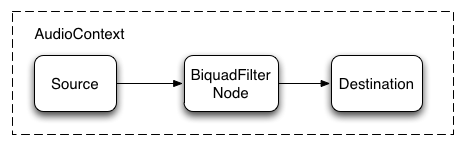 AudioContext
Source
BiquadFilter
Node
Destination